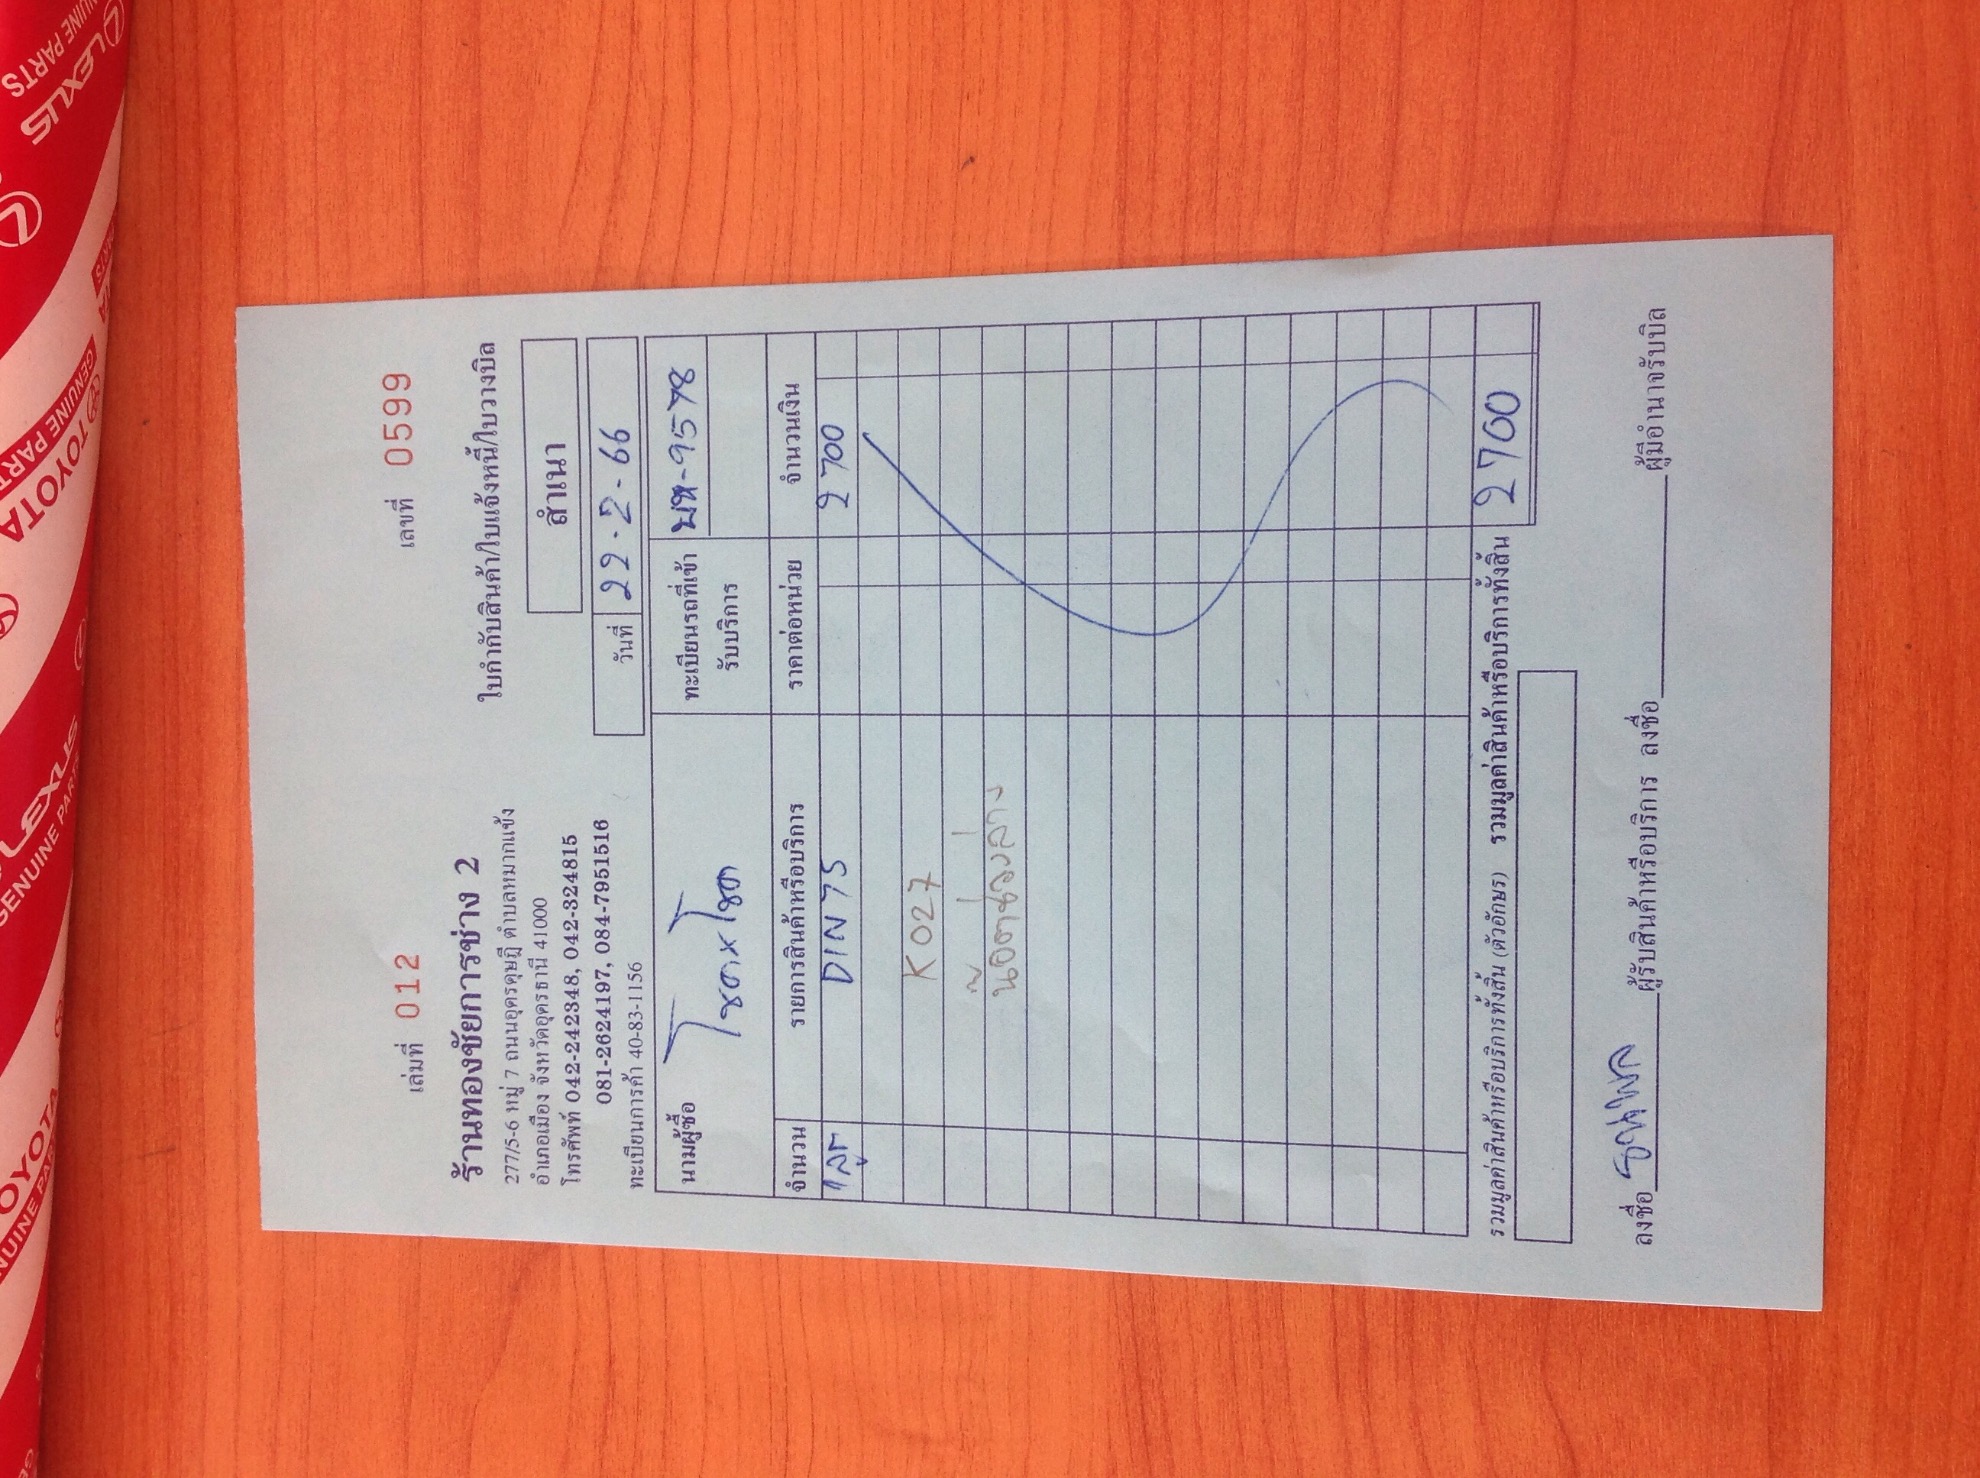 เล่มที่ 012
เลขที่ 0599
ร้านทองชัยการช่าง 2
277/5-6 หมู่ 7 ถนนอุดรดุษฎี ตำบลหมากแข้ง
อำเภอเมือง จังหวัดอุดรธานี 41000
โทรศัพท์ 042-242348, 042-324815
081-2624197, 084-7951516
ทะเบียนการค้า 40-83-1156
ใบกำกับสินค้า/ใบแจ้งหนี้/ใบวางบิล
สำเนา
วันที่ 22-2-66
นามผู้ซื้อ
ทะเบียนรถที่เข้ารับบริการ 9578
จำนวน รายการสินค้าหรือบริการ ราคาต่อหน่วย จำนวนเงิน
1 ลูก DIN 75 2700
K027
รวมมูลค่าสินค้าหรือบริการทั้งสิ้น (ตัวอักษร) รวมมูลค่าสินค้าหรือบริการทั้งสิ้น 2700
ลงชื่อ ผู้รับสินค้าหรือบริการ ลงชื่อ ผู้มีอำนาจรับบิล
LEXUS
GENUINE PARTS
TOYOTA
GENUINE PARTS
LEXUS
GENUINE PARTS
TOYOTA
GENUINE PARTS